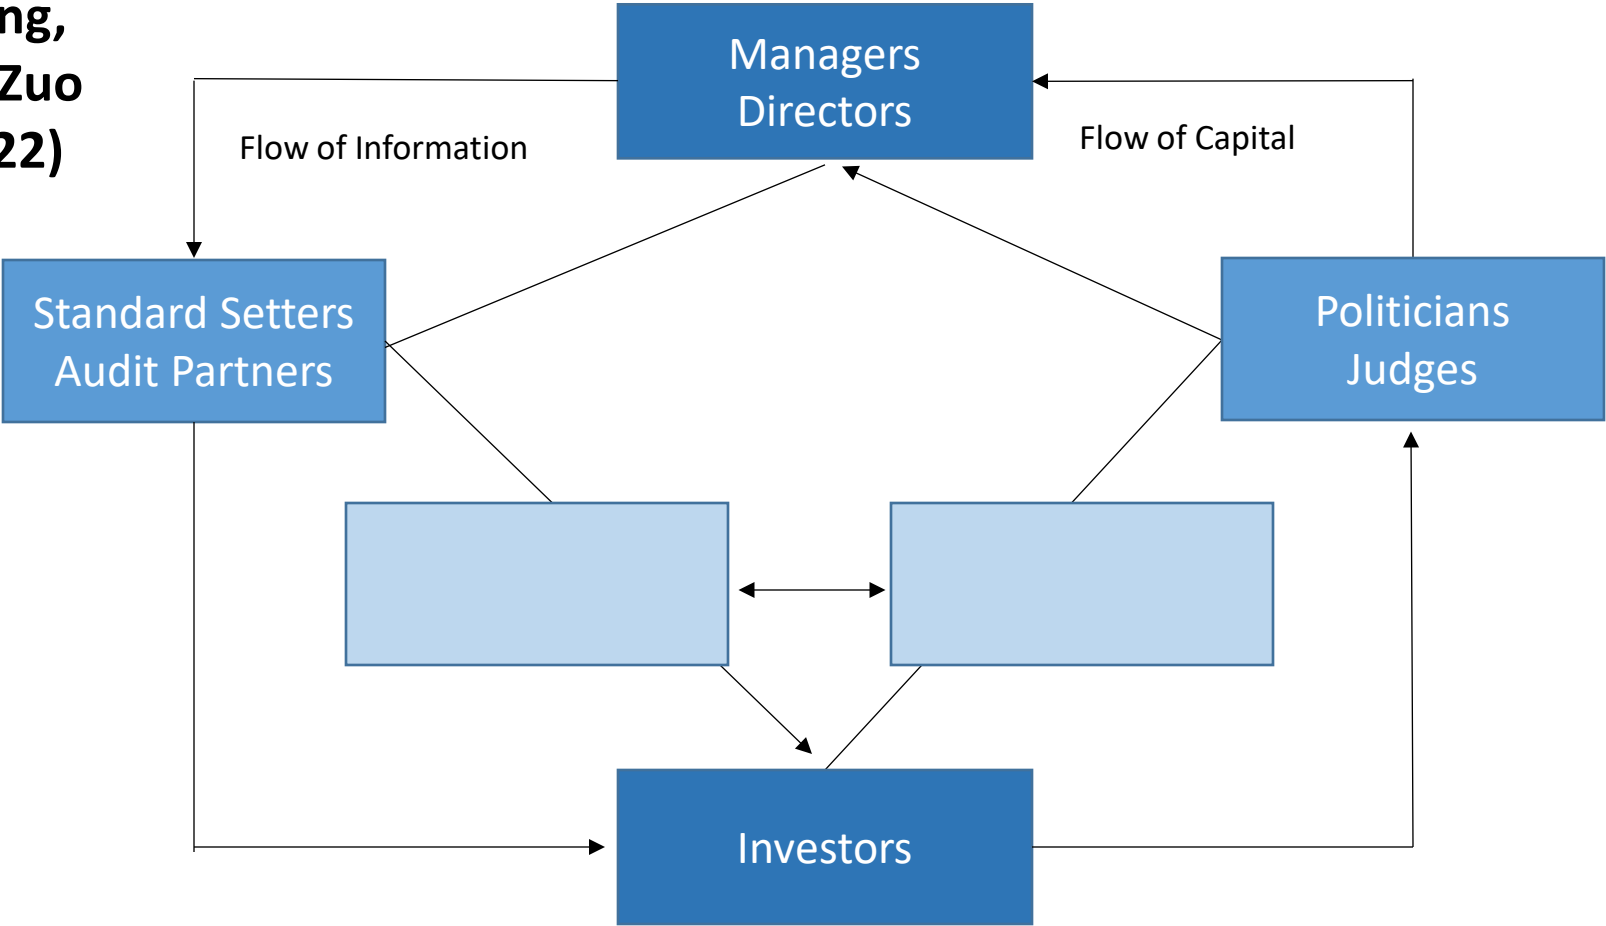 ng,
Zuo
22)
Managers
Directors
Flow of Information
Flow of Capital
Standard Setters
Audit Partners
Politicians
Judges
Investors